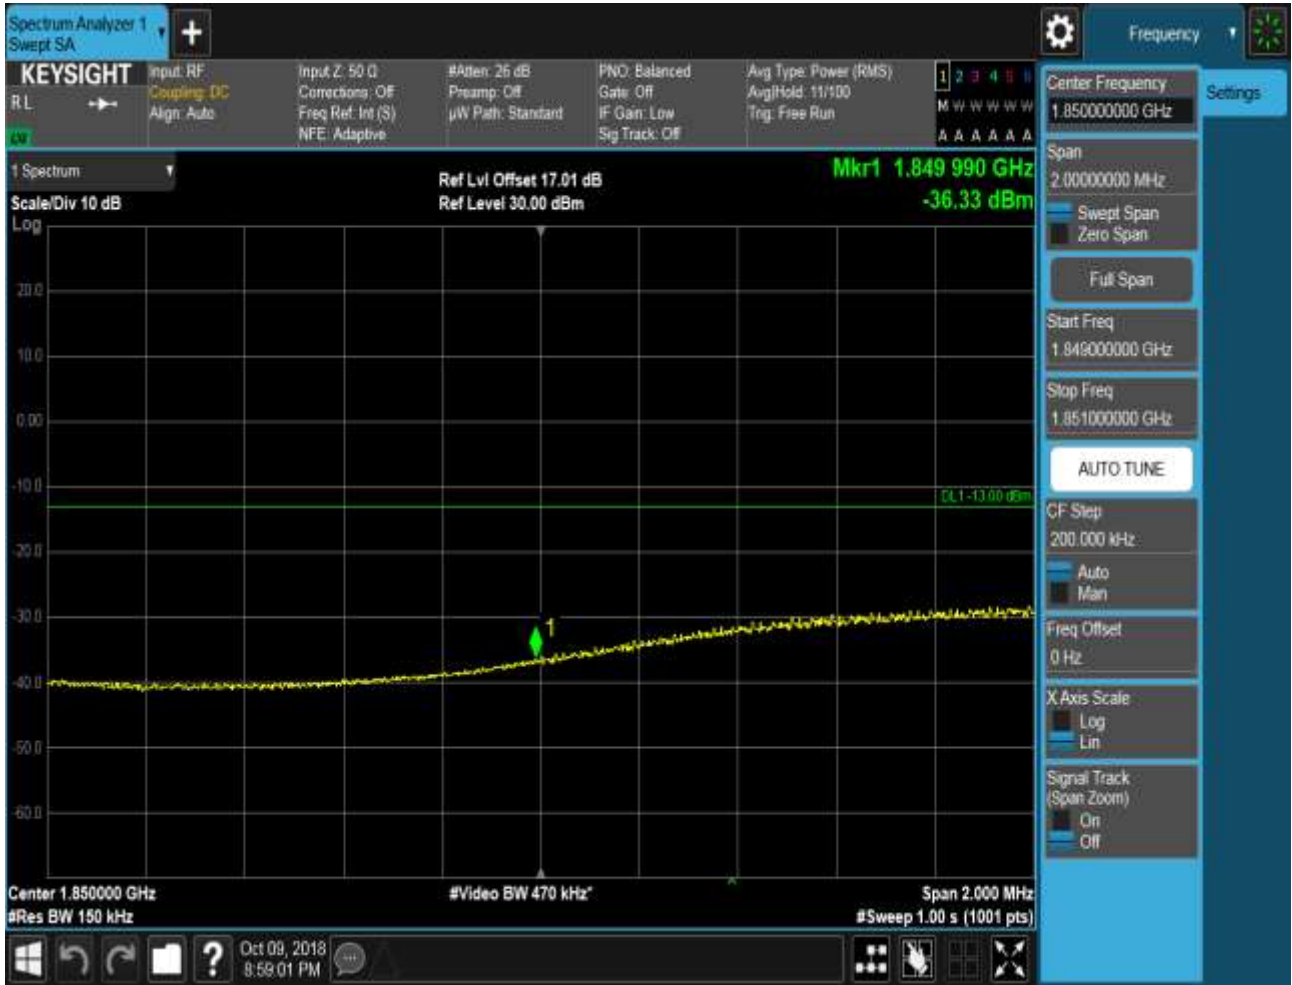 Spectrum Analyzer 1
Swept SA
+
Frequency
KEYSIGHT
RL
LW
Input: RF
Coupling: DC
Align: Auto
Input Z: 50 Ω
Corrections: Off
Freq Ref: Int (S)
NFE: Adaptive
#Atten: 26 dB
Preamp: Off
µW Path: Standard
PNO: Balanced
Gate: Off
IF Gain: Low
Sig Track: Off
Avg Type: Power (RMS)
Avg|Hold: 11/100
Trig: Free Run
1 2 3 4 5 6
M W W W W W
A A A A A A
1 Spectrum
Scale/Div 10 dB
Log
Ref Lvl Offset 17.01 dB
Ref Level 30.00 dBm
Mkr1 1.849 990 GHz
-36.33 dBm
20.0
10.0
0.00
-10.0
-20.0
-30.0
-40.0
-50.0
-60.0
DL1 -13.00 dBm
1
Center 1.850000 GHz
#Res BW 150 kHz
#Video BW 470 kHz*
Span 2.000 MHz
#Sweep 1.00 s (1001 pts)
Center Frequency
1.850000000 GHz
Settings
Span
2.00000000 MHz
Swept Span
Zero Span
Full Span
Start Freq
1.849000000 GHz
Stop Freq
1.851000000 GHz
AUTO TUNE
CF Step
200.000 kHz
Auto
Man
Freq Offset
0 Hz
X Axis Scale
Log
Lin
Signal Track
(Span Zoom)
On
Off
?
Oct 09, 2018
8:59:01 PM